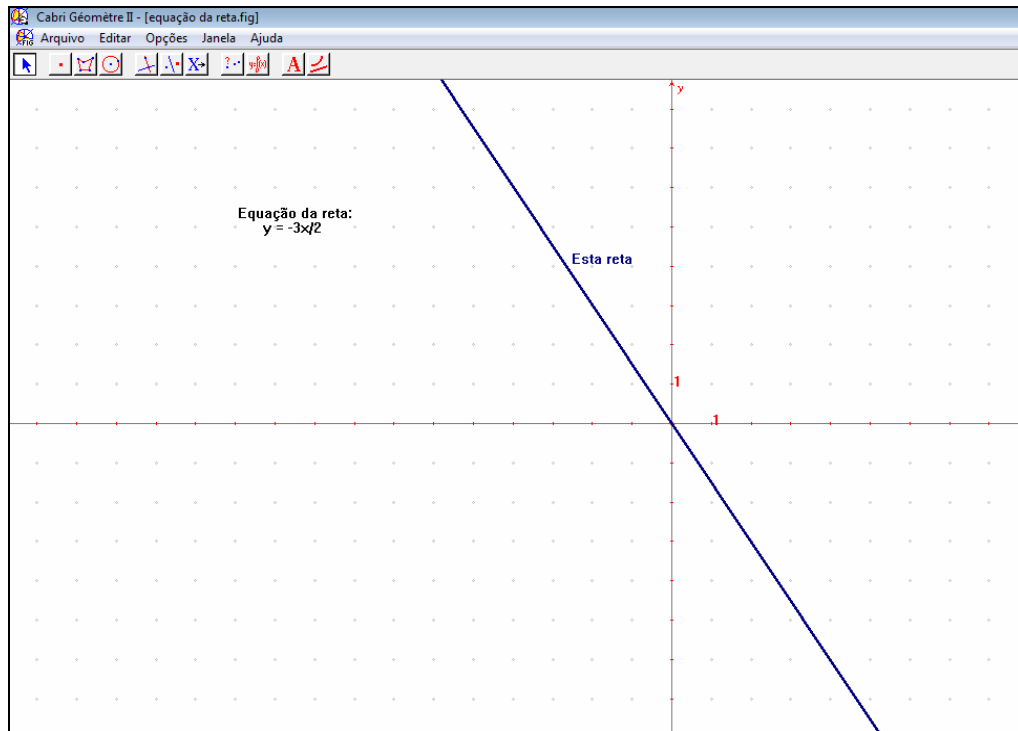 Cabri Géomètre II - [equação da reta.fig]
Arquivo Editar Opções Janela Ajuda
y
Equação da reta:
y = -3x/2
Esta reta
1
1